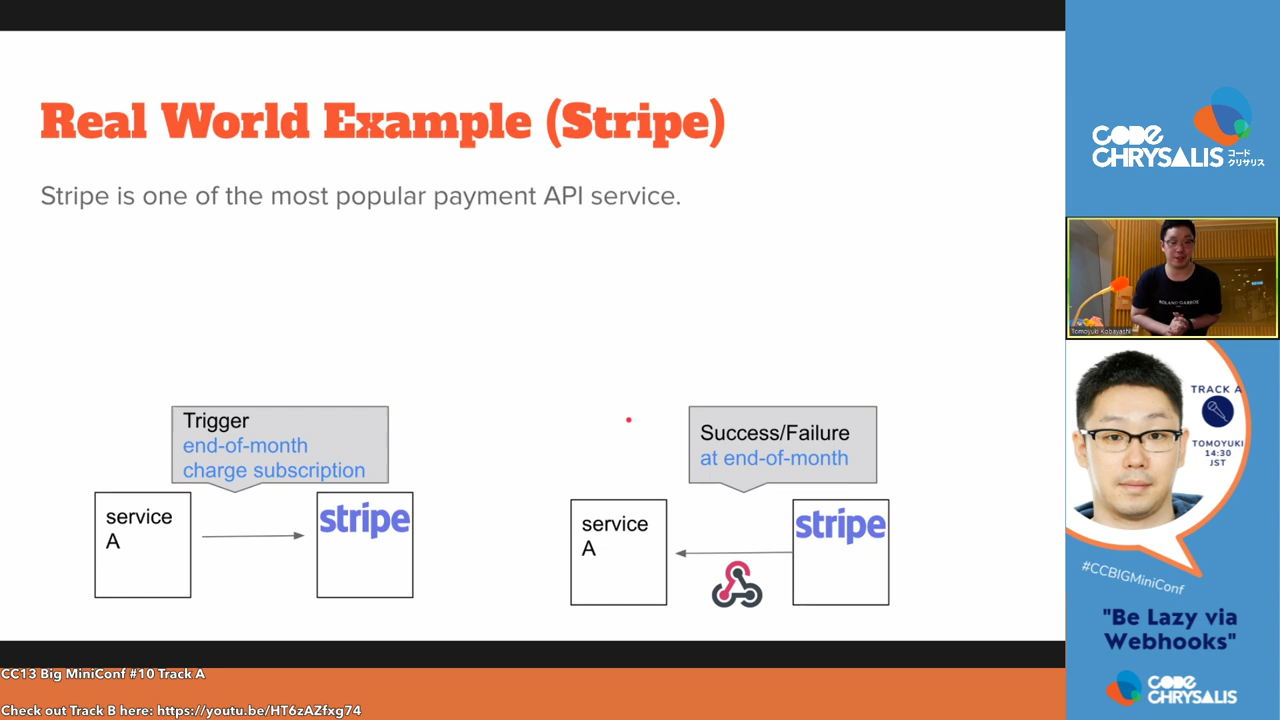 Real World Example (Stripe)
Stripe is one of the most popular payment API service.
Trigger
end-of-month
charge subscription
service
A
stripe
Success/Failure
at end-of-month
service
A
stripe
CODE
CHRYSALIS
コード
クリサリス
Tomoyuki Kobayashi
TRACK A
TOMOYUKI
14:30
JST
#CCBIGMiniConf
"Be Lazy via
Webhooks"
CODE
CHRYSALIS
CC13 Big MiniConf #10 Track A
Check out Track B here: https://youtu.be/HT6zAZfxg74